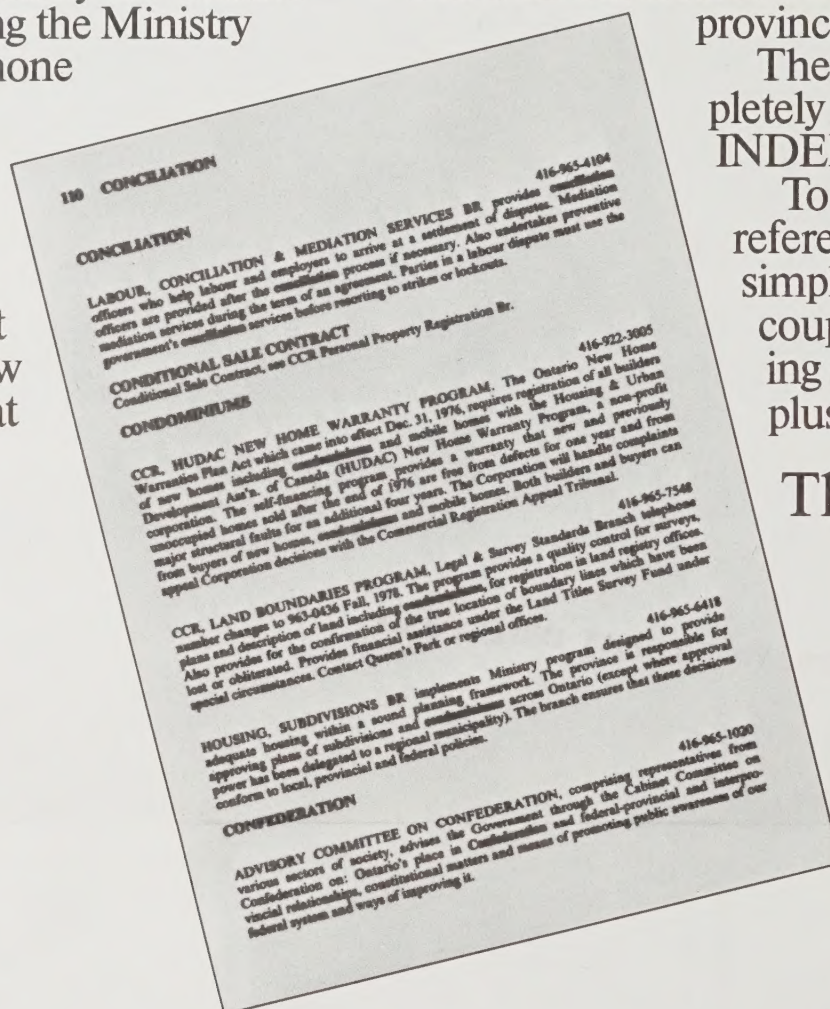 ng the Ministry
none
t
w
at
110 CONCILIATION
CONCILIATION
416-965-4104
LABOUR, CONCILIATION & MEDIATION SERVICES BR provides conciliation
officers who help labour and employers to arrive at a settlement of disputes. Mediation
officers are provided after the conciliation process if necessary. Also undertakes preventive
mediation services during the term of an agreement. Parties in a labour dispute must use the
government's conciliation services before resorting to strikes or lockouts.
CONDITIONAL SALE CONTRACT
Conditional Sale Contract, see CCR Personal Property Registration Br.
CONDOMINIUMS
416-922-3005
CCR, HUDAC NEW HOME WARRANTY PROGRAM. The Ontario New Home
Warranties Plan Act which came into effect Dec. 31, 1976, requires registration of all builders
of new homes including condominiums and mobile homes with the Housing & Urban
Development Ass'n. of Canada (HUDAC) New Home Warranty Program, a non-profit
corporation. The self-financing program provides a warranty that new and previously
unoccupied homes sold after the end of 1976 are free from defects for one year and from
major structural faults for an additional four years. The Corporation will handle complaints
from buyers of new homes, condominiums and mobile homes. Both builders and buyers can
appeal Corporation decisions with the Commercial Registration Appeal Tribunal.
416-965-7548
CCR, LAND BOUNDARIES PROGRAM, Legal & Survey Standards Branch telephone
number changes to 963-0436 Fall, 1978. The program provides a quality control for surveys,
plans and description of land including condominiums, for registration in land registry offices.
Also provides for the confirmation of the true location of boundary lines which have been
lost or obliterated. Provides financial assistance under the Land Titles Survey Fund under
special circumstances. Contact Queen's Park or regional offices.
416-965-6418
HOUSING, SUBDIVISIONS BR implements Ministry program designed to provide
adequate housing within a sound planning framework. The province is responsible for
approving plans of subdivisions and condominiums across Ontario (except where approval
power has been delegated to a regional municipality). The branch ensures that these decisions
conform to local, provincial and federal policies.
CONFEDERATION
416-965-1020
ADVISORY COMMITTEE ON CONFEDERATION, comprising representatives from
various sectors of society, advises the Government through the Cabinet Committee on
Confederation on: Ontario's place in Confederation and federal-provincial and interpro-
vincial relationships, constitutional matters and means of promoting public awareness of our
federal system and ways of improving it.
provinc
The
pletely
INDE
To
refere
simpl
coup
ing
plus
Th